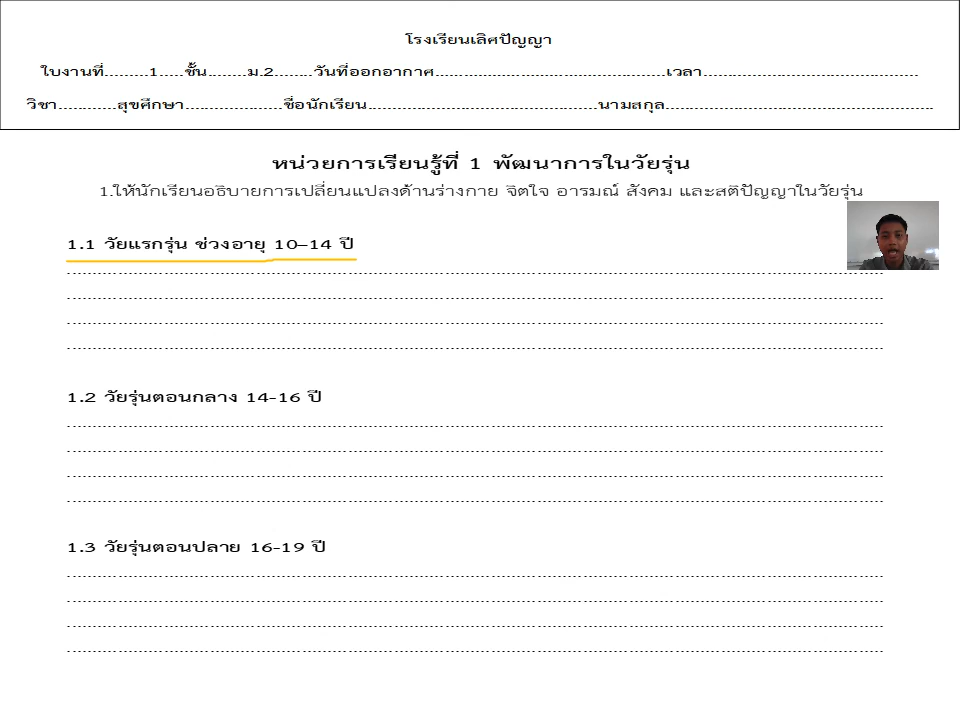 โรงเรียนเลิศปัญญา
ใบงานที่.........1.....ชั้น........ม.2........วันที่ออกอากาศ................................................เวลา.............................................
วิชา............สุขศึกษา.....................ชื่อนักเรียน.................................................นามสกุล.........................................................
หน่วยการเรียนรู้ที่ 1 พัฒนาการในวัยรุ่น
1.ให้นักเรียนอธิบายการเปลี่ยนแปลงด้านร่างกาย จิตใจ อารมณ์ สังคม และสติปัญญาในวัยรุ่น
1.1 วัยแรกรุ่น ช่วงอายุ 10–14 ปี
1.2 วัยรุ่นตอนกลาง 14-16 ปี
1.3 วัยรุ่นตอนปลาย 16-19 ปี